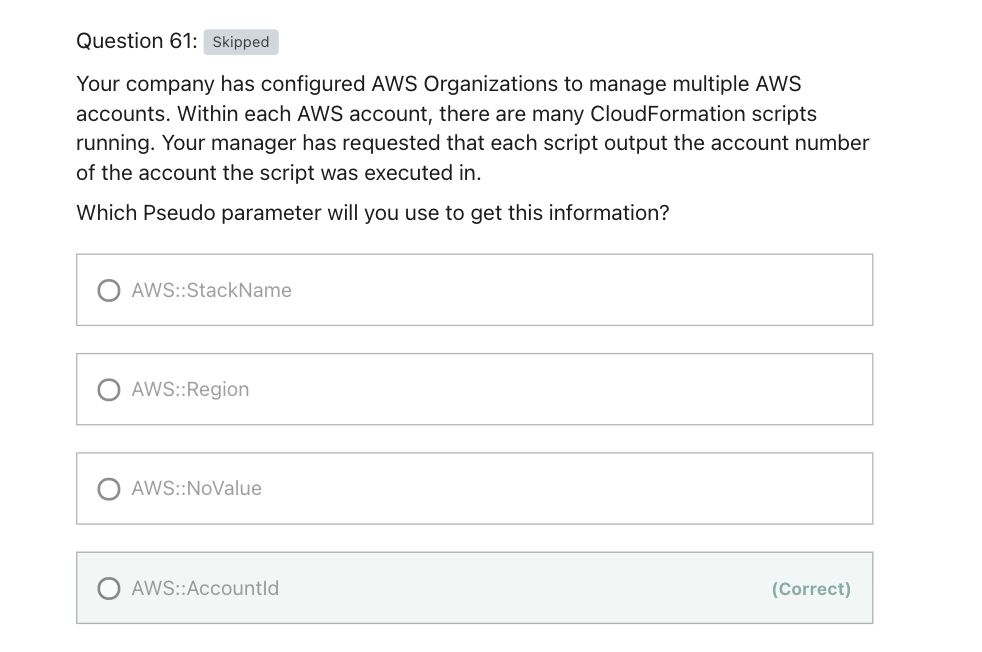 Question 61: Skipped
Your company has configured AWS Organizations to manage multiple AWS
accounts. Within each AWS account, there are many CloudFormation scripts
running. Your manager has requested that each script output the account number
of the account the script was executed in.
Which Pseudo parameter will you use to get this information?
AWS::StackName
AWS::Region
AWS::NoValue
AWS::AccountId (Correct)